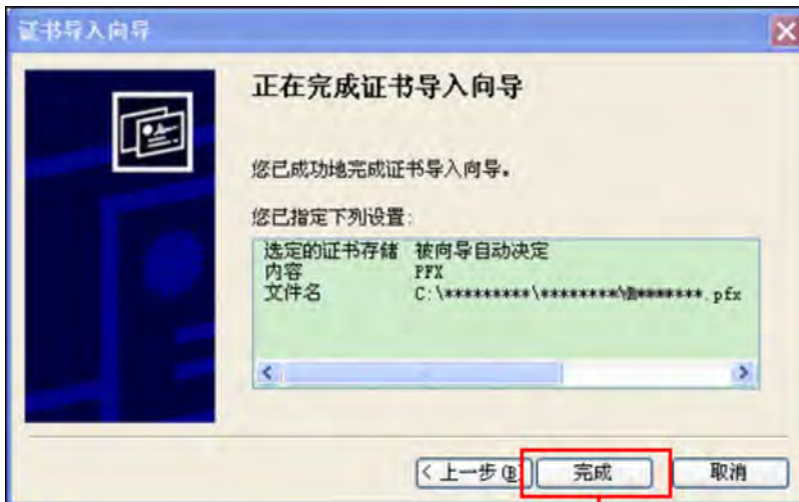 证书导入向导
正在完成证书导入向导
您已成功地完成证书导入向导。
您已指定下列设置:
选定的证书存储 被向导自动决定
内容 PFX
文件名 C:\*********\********\*******.pfx
<上一步(B) 完成 取消